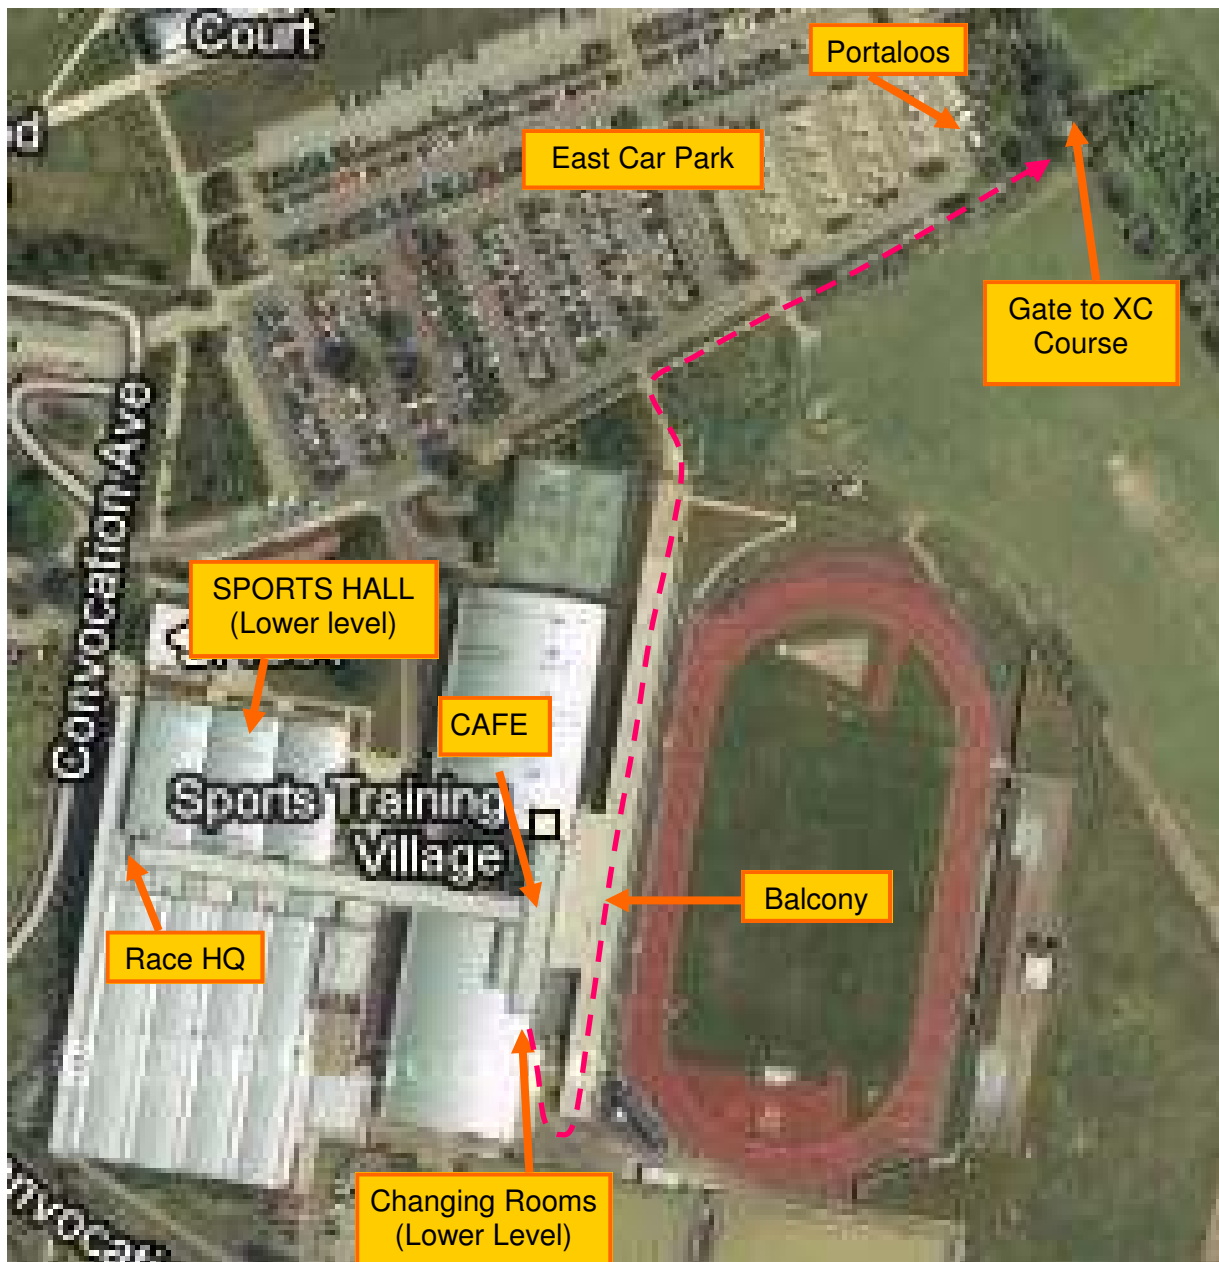 Court
Portaloos
East Car Park
Gate to XC
Course
Convocation Ave
SPORTS HALL
(Lower level)
CAFE
Sports Training
Village
Balcony
Race HQ
Changing Rooms
(Lower Level)